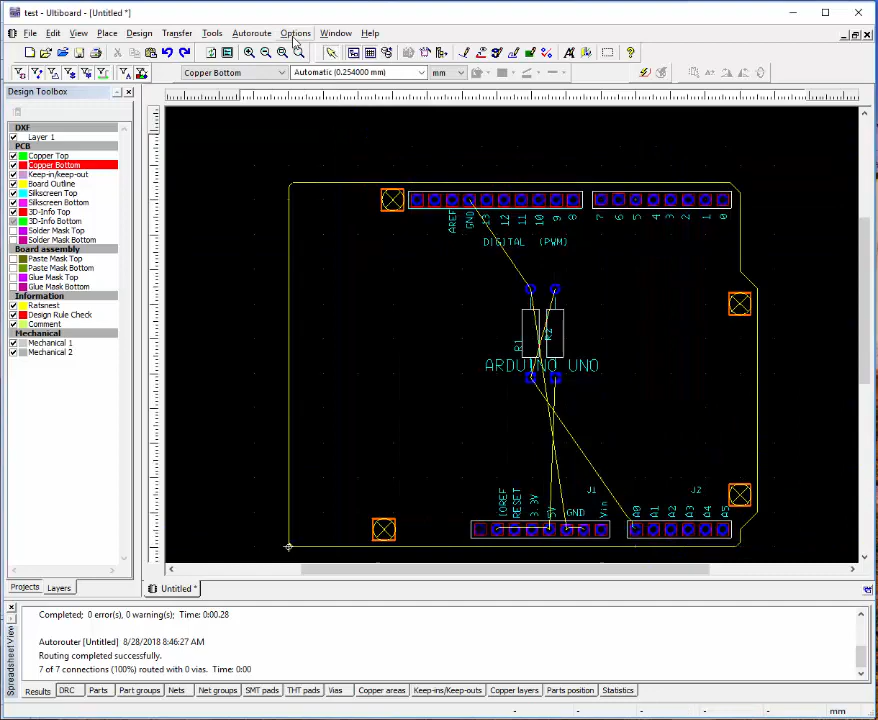 test - Ultiboard - [Untitled *]
File Edit View Place Design Transfer Tools Autoroute Options Window Help
Copper Bottom Automatic (0.254000 mm) mm
Design Toolbox
DXF
Layer 1
PCB
Copper Top
Copper Bottom
Keep-in/keep-out
Board Outline
Silkscreen Top
Silkscreen Bottom
3D-Info Top
3D-Info Bottom
Solder Mask Top
Solder Mask Bottom
Board assembly
Paste Mask Top
Paste Mask Bottom
Glue Mask Top
Glue Mask Bottom
Information
Ratsnest
Design Rule Check
Comment
Mechanical
Mechanical 1
Mechanical 2
Projects Layers
AREF GND 13 12 11 10 9 8 7 6 5 4 3 2 1 0
DIGITAL (PWM)
R1 R2
ARDUINO UNO
J1 J2
IOREF RESET 3.3V 5V GND Vin A0 A1 A2 A3 A4 A5
Untitled *
Spreadsheet View
Completed; 0 error(s), 0 warning(s); Time: 0:00.28
Autorouter [Untitled] 8/28/2018 8:46:27 AM
Routing completed successfully.
7 of 7 connections (100%) routed with 0 vias. Time: 0:00
Results DRC Parts Part groups Nets Net groups SMT pads THT pads Vias Copper areas Keep-ins/Keep-outs Copper layers Parts position Statistics
- - - - mm